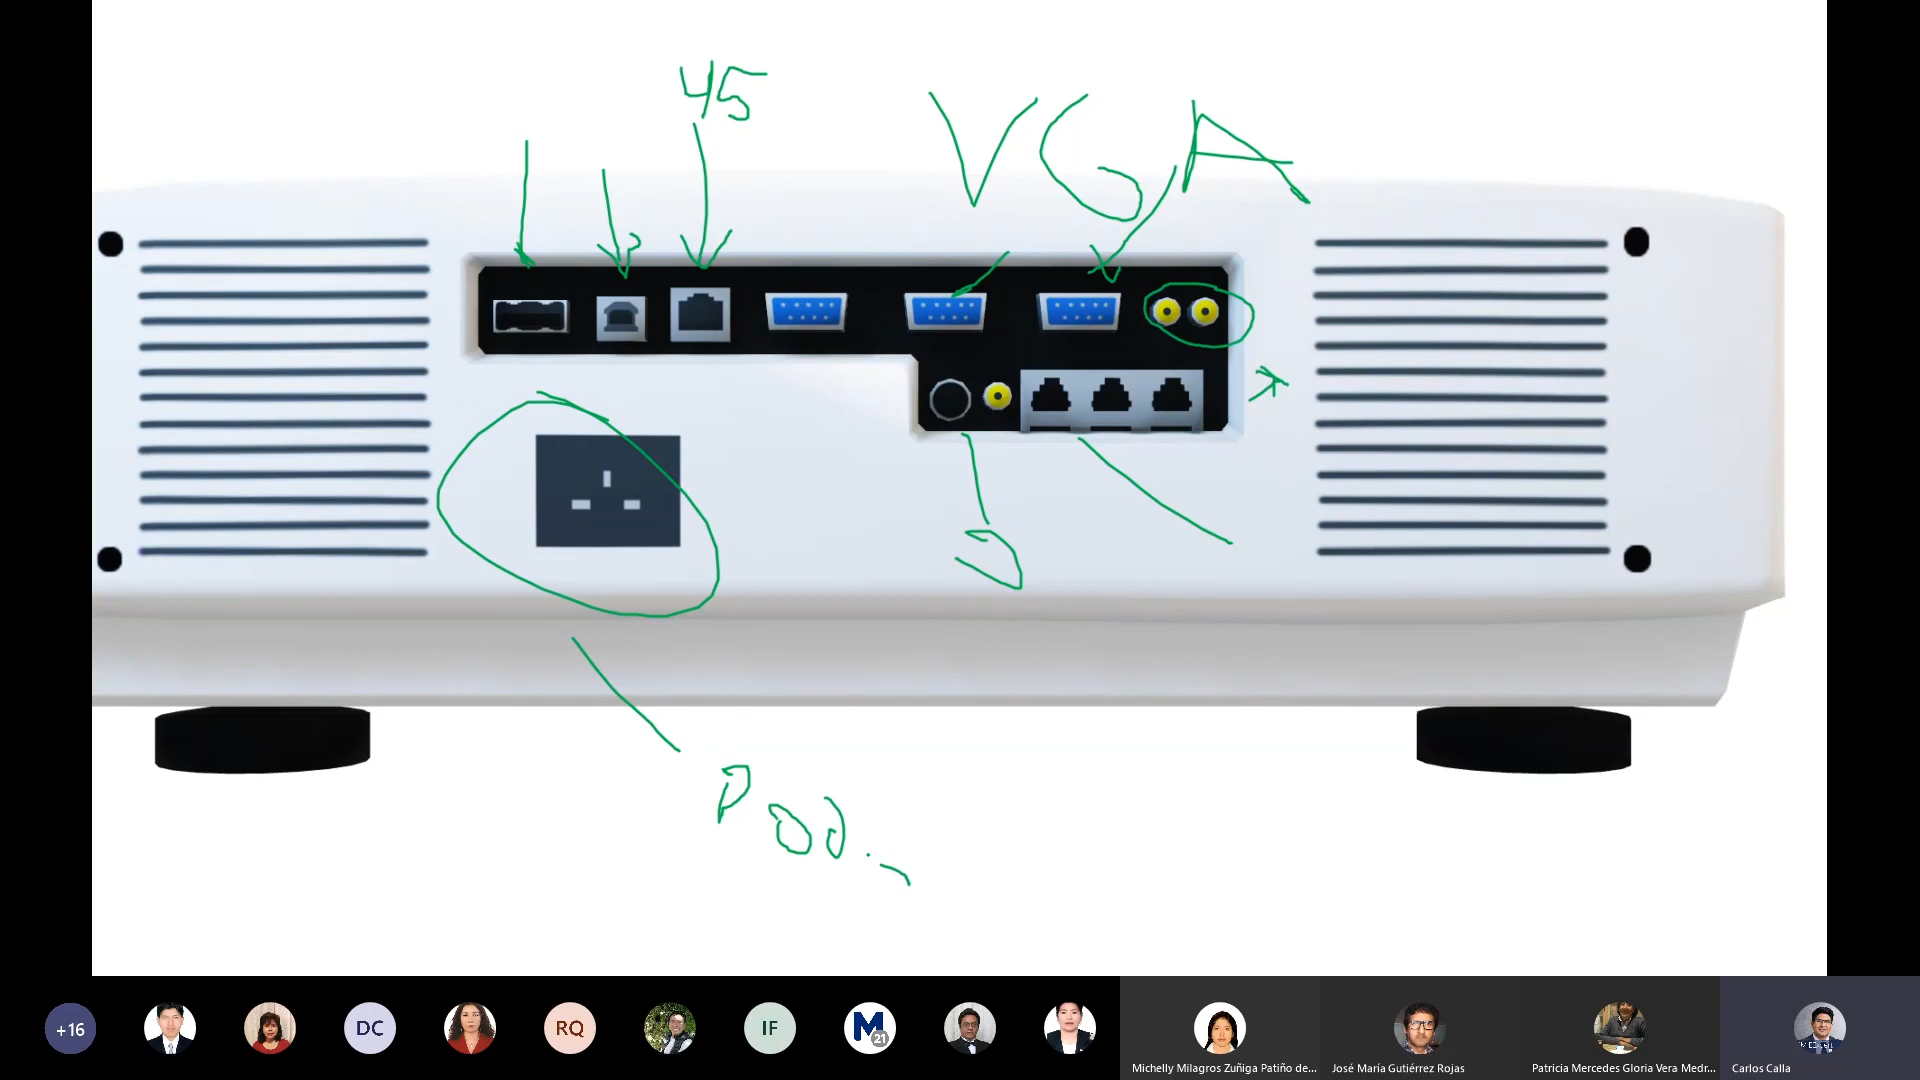 45
VGA
+16
DC
RQ
IF
M
21
Michelly Milagros Zuñiga Patiño de...
José María Gutiérrez Rojas
Patricia Mercedes Gloria Vera Medr...
Carlos Calla